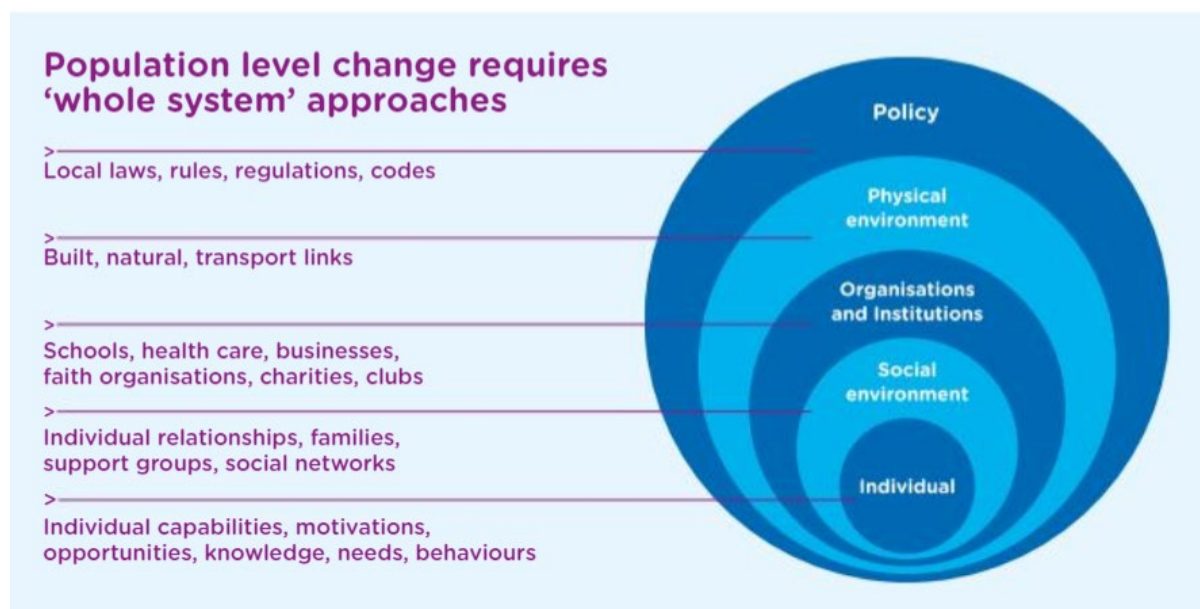 Population level change requires
‘whole system’ approaches
>
Local laws, rules, regulations, codes
>
Built, natural, transport links
>
Schools, health care, businesses,
faith organisations, charities, clubs
>
Individual relationships, families,
support groups, social networks
>
Individual capabilities, motivations,
opportunities, knowledge, needs, behaviours
Policy
Physical
environment
Organisations
and Institutions
Social
environment
Individual